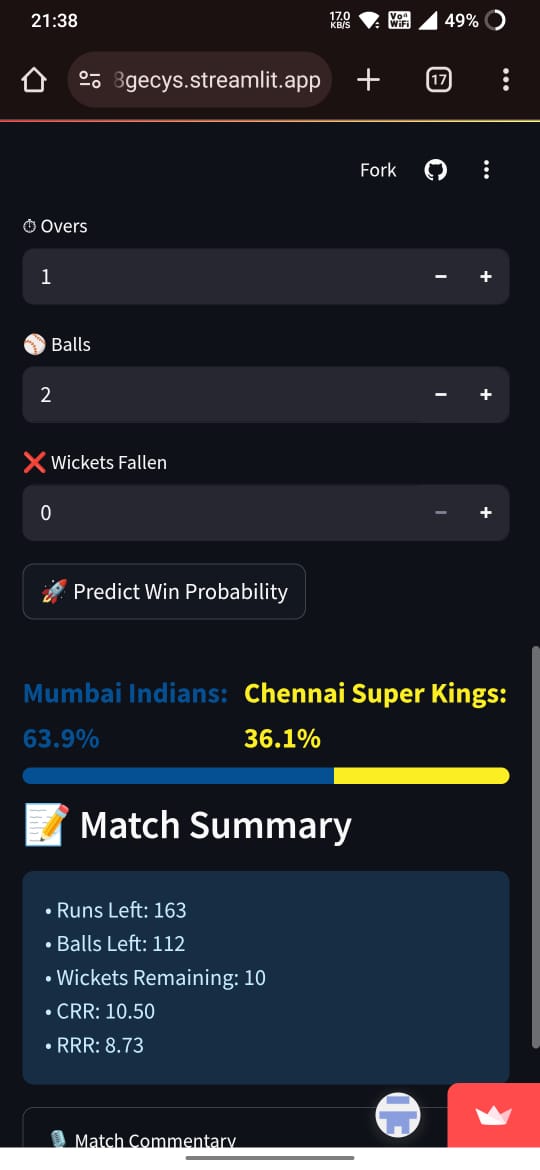 21:38
17.0 KB/S
Vo WiFi
49%
8gecys.streamlit.app
17
Fork
Overs
1
Balls
2
Wickets Fallen
0
Predict Win Probability
Mumbai Indians: Chennai Super Kings:
63.9% 36.1%
Match Summary
• Runs Left: 163
• Balls Left: 112
• Wickets Remaining: 10
• CRR: 10.50
• RRR: 8.73
Match Commentary